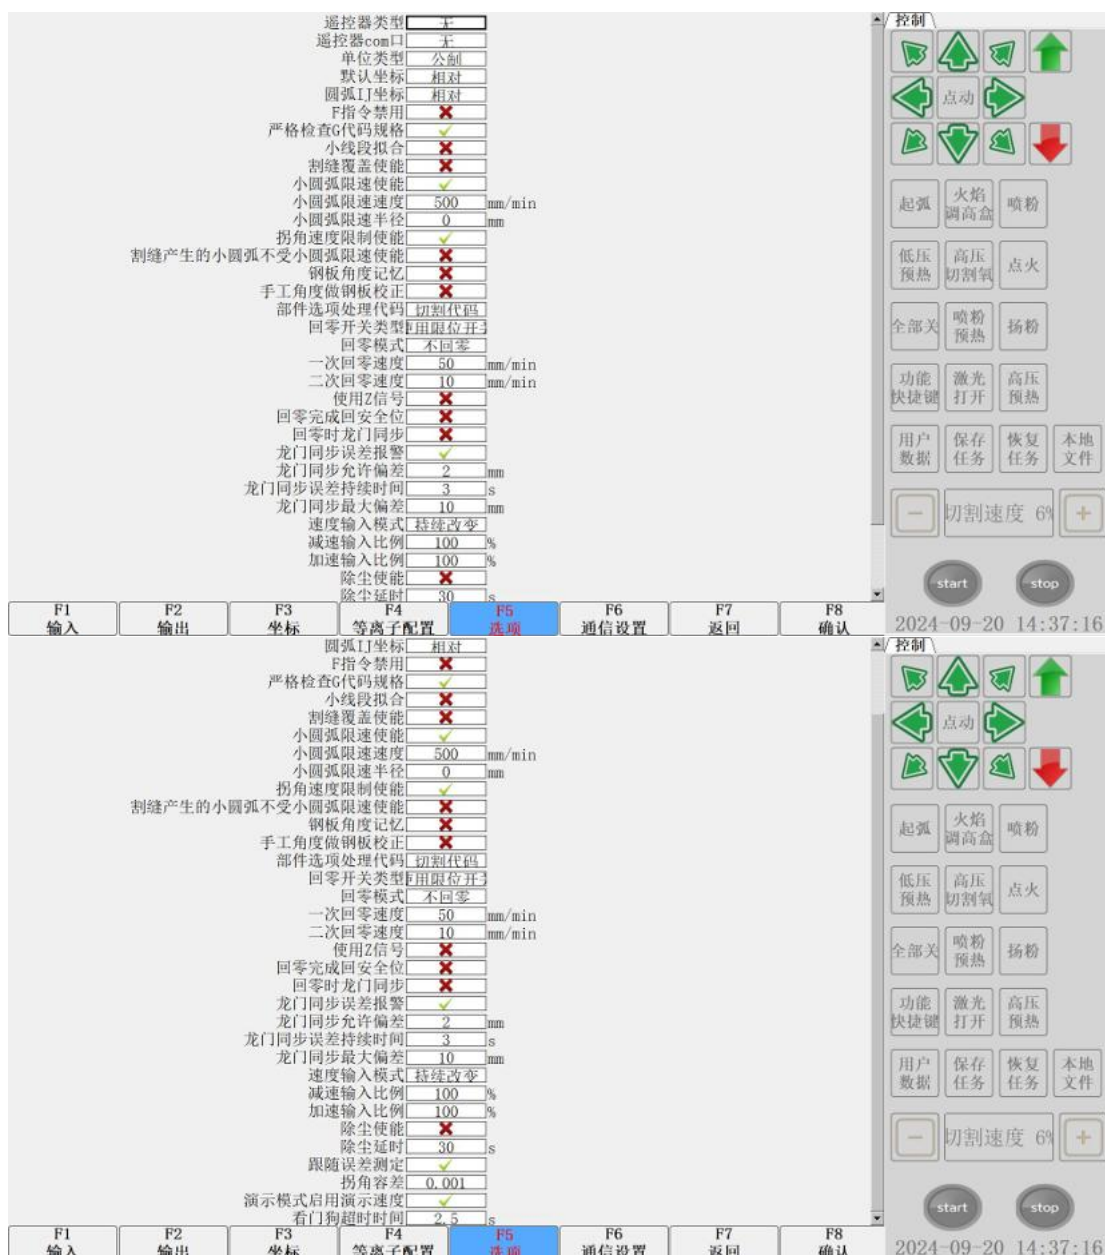 遥控器类型 无
遥控器com口 无
单位类型 公制
默认坐标 相对
圆弧IJ坐标 相对
F指令禁用
严格检查G代码规格
小线段拟合
割缝覆盖使能
小圆弧限速使能
小圆弧限速速度 500 mm/min
小圆弧限速半径 0 mm
拐角速度限制使能
割缝产生的小圆弧不受小圆弧限速使能
钢板角度记忆
手工角度做钢板校正
部件选项处理代码 切割代码
回零开关类型 使用限位开关
回零模式 不回零
一次回零速度 50 mm/min
二次回零速度 10 mm/min
使用Z信号
回零完成回安全位
回零时龙门同步
龙门同步误差报警
龙门同步允许偏差 2 mm
龙门同步误差持续时间 3 s
龙门同步最大偏差 10 mm
速度输入模式 持续改变
减速输入比例 100 %
加速输入比例 100 %
除尘使能
除尘延时 30 s
控制
点动
起弧 火焰调高盒 喷粉
低压预热 高压切割氧 点火
全部关 喷粉预热 扬粉
功能快捷键 激光打开 高压预热
用户数据 保存任务 恢复任务 本地文件
- 切割速度 6% +
start stop
F1 输入 F2 输出 F3 坐标 F4 等离子配置 F5 选项 F6 通信设置 F7 返回 F8 确认
2024-09-20 14:37:16
圆弧IJ坐标 相对
F指令禁用
严格检查G代码规格
小线段拟合
割缝覆盖使能
小圆弧限速使能
小圆弧限速速度 500 mm/min
小圆弧限速半径 0 mm
拐角速度限制使能
割缝产生的小圆弧不受小圆弧限速使能
钢板角度记忆
手工角度做钢板校正
部件选项处理代码 切割代码
回零开关类型 使用限位开关
回零模式 不回零
一次回零速度 50 mm/min
二次回零速度 10 mm/min
使用Z信号
回零完成回安全位
回零时龙门同步
龙门同步误差报警
龙门同步允许偏差 2 mm
龙门同步误差持续时间 3 s
龙门同步最大偏差 10 mm
速度输入模式 持续改变
减速输入比例 100 %
加速输入比例 100 %
除尘使能
除尘延时 30 s
跟随误差测定
拐角容差 0.001
演示模式启用演示速度
看门狗超时时间 2.5 s
控制
点动
起弧 火焰调高盒 喷粉
低压预热 高压切割氧 点火
全部关 喷粉预热 扬粉
功能快捷键 激光打开 高压预热
用户数据 保存任务 恢复任务 本地文件
- 切割速度 6% +
start stop
F1 输入 F2 输出 F3 坐标 F4 等离子配置 F5 选项 F6 通信设置 F7 返回 F8 确认
2024-09-20 14:37:16